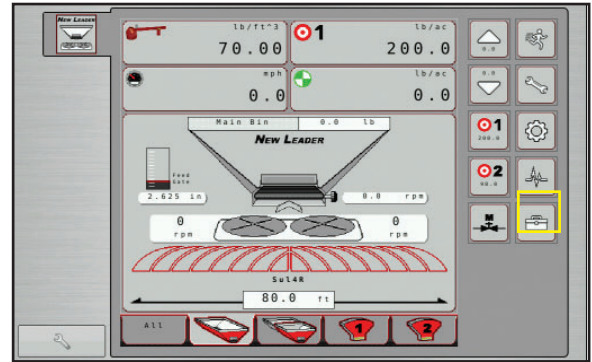 New Leader
lb/ft^3
70.00
1
lb/ac
200.0
mph
0.0
lb/ac
0.0
0.0
0.0
1
200.0
2
90.0
M
Main Bin 0.0 lb
NEW LEADER
Feed
Gate
2.625 in
0.0 rpm
0
rpm
0
rpm
Sul4R
80.0 ft
All
1
2